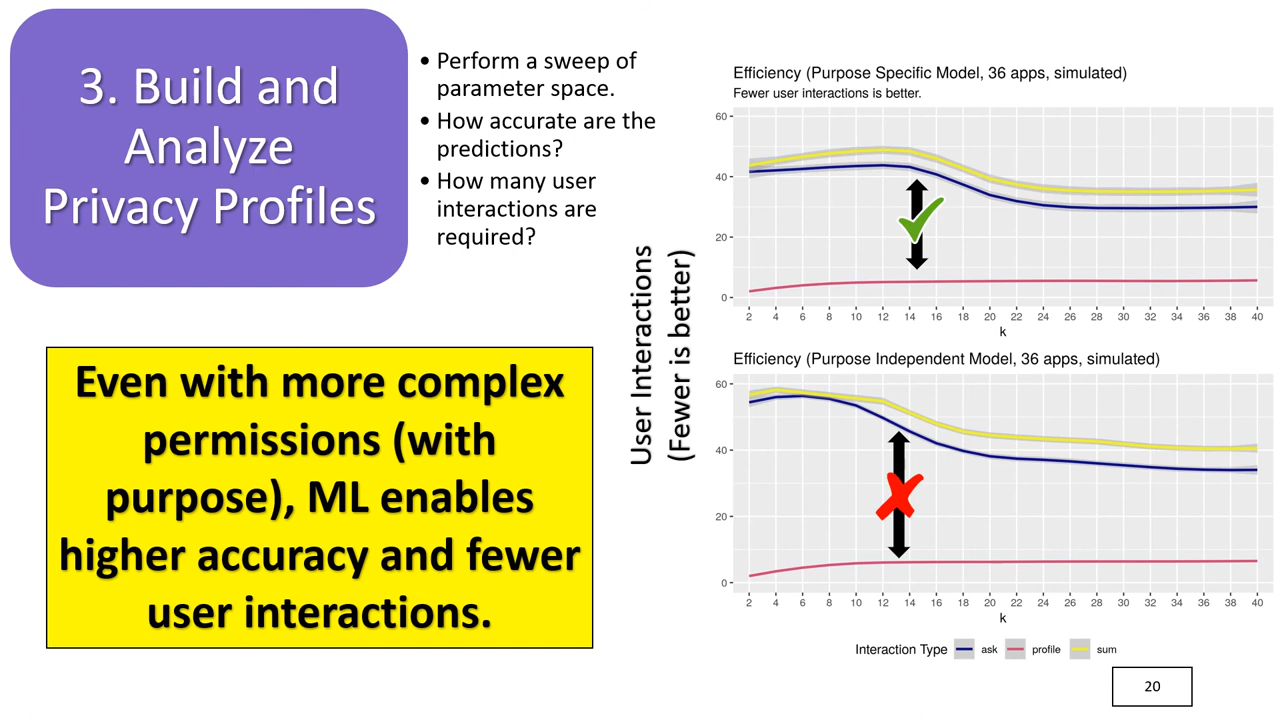 3. Build and
Analyze
Privacy Profiles
• Perform a sweep of
parameter space.
• How accurate are the
predictions?
• How many user
interactions are
required?
Even with more complex
permissions (with
purpose), ML enables
higher accuracy and fewer
user interactions.
User Interactions
(Fewer is better)
Efficiency (Purpose Specific Model, 36 apps, simulated)
Fewer user interactions is better.
60
40
20
0
2 4 6 8 10 12 14 16 18 20 22 24 26 28 30 32 34 36 38 40
k
Efficiency (Purpose Independent Model, 36 apps, simulated)
60
40
20
0
2 4 6 8 10 12 14 16 18 20 22 24 26 28 30 32 34 36 38 40
k
Interaction Type ask profile sum
20